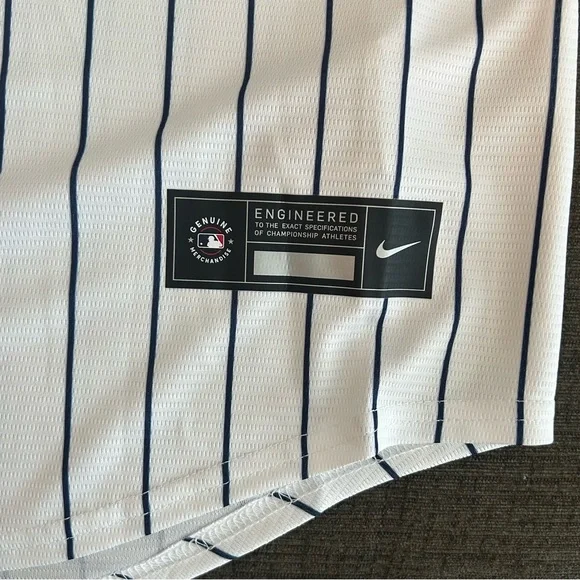 GENUINE
MERCHANDISE
ENGINEERED
TO THE EXACT SPECIFICATIONS
OF CHAMPIONSHIP ATHLETES